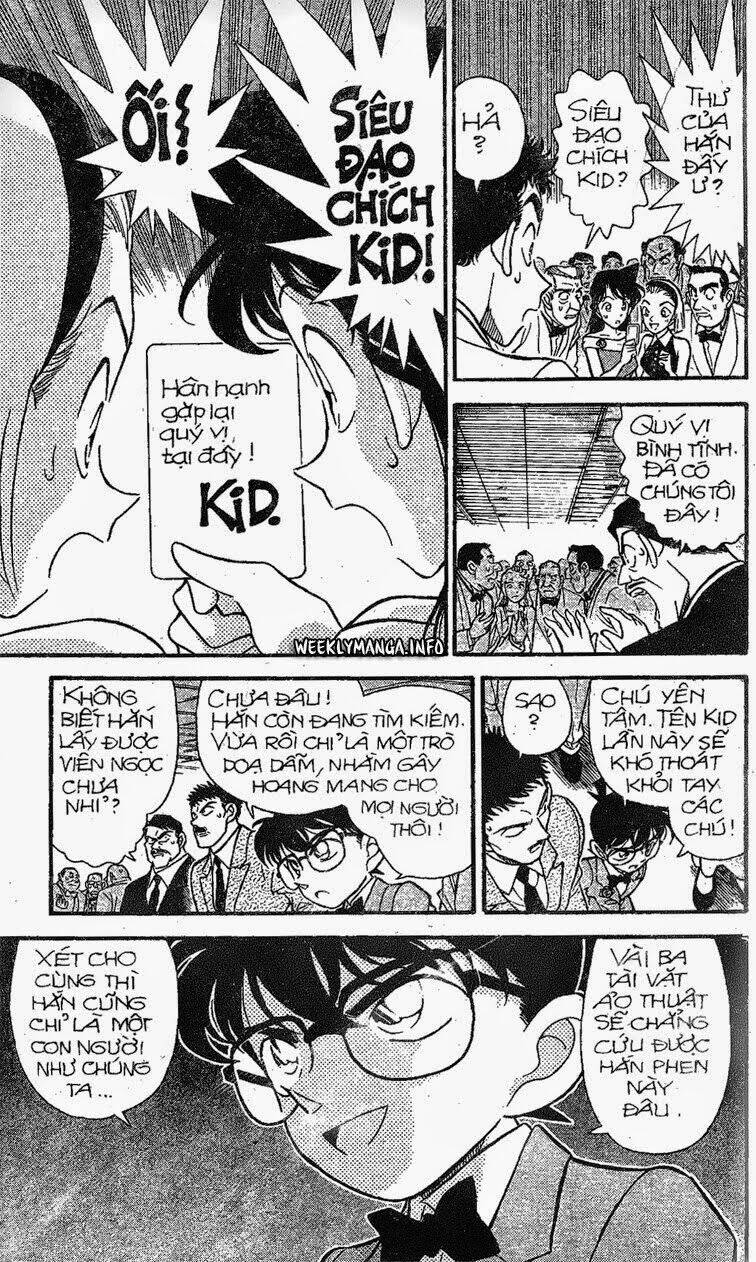 ỐI!
SIÊU
ĐẠO
CHÍCH
KID!
Hân hạnh
gặp lại
quý vị
tại đây!
KID.
HẢ
?
SIÊU
ĐẠO
CHÍCH
KID?
THƯ
CỦA
HẮN
ĐẤY
Ư?
QUÝ VỊ
BÌNH TĨNH.
ĐÃ CÓ
CHÚNG TÔI
ĐÂY!
WEEKLYMANGA.INFO
KHÔNG
BIẾT HẮN
LẤY ĐƯỢC
VIÊN NGỌC
CHƯA
NHỈ?
CHƯA ĐÂU!
HẮN CÒN ĐANG TÌM KIẾM.
VỪA RỒI CHỈ LÀ MỘT TRÒ
DỌA DẪM, NHẰM GÂY
HOANG MANG CHO
MỌI NGƯỜI
THÔI!
SAO
?
CHÚ YÊN
TÂM. TÊN KID
LẦN NÀY SẼ
KHÓ THOÁT
KHỎI TAY
CÁC
CHÚ!
XÉT CHO
CÙNG THÌ
HẮN CŨNG
CHỈ LÀ MỘT
CON NGƯỜI
NHƯ CHÚNG
TA ...
VÀI BA
TÀI VẶT
ẢO THUẬT
SẼ CHẲNG
CỨU ĐƯỢC
HẮN PHEN
NÀY
ĐÂU.